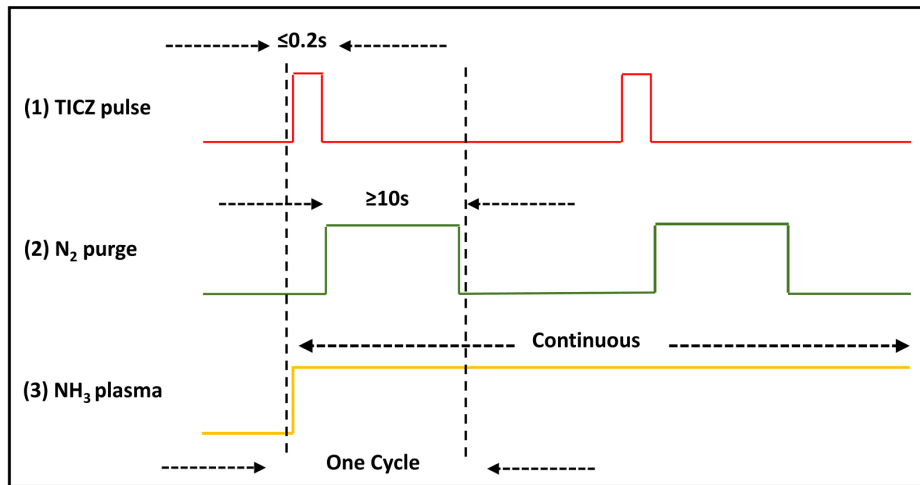 ≤0.2s
(1) TICZ pulse
≥10s
(2) N₂ purge
Continuous
(3) NH₃ plasma
One Cycle